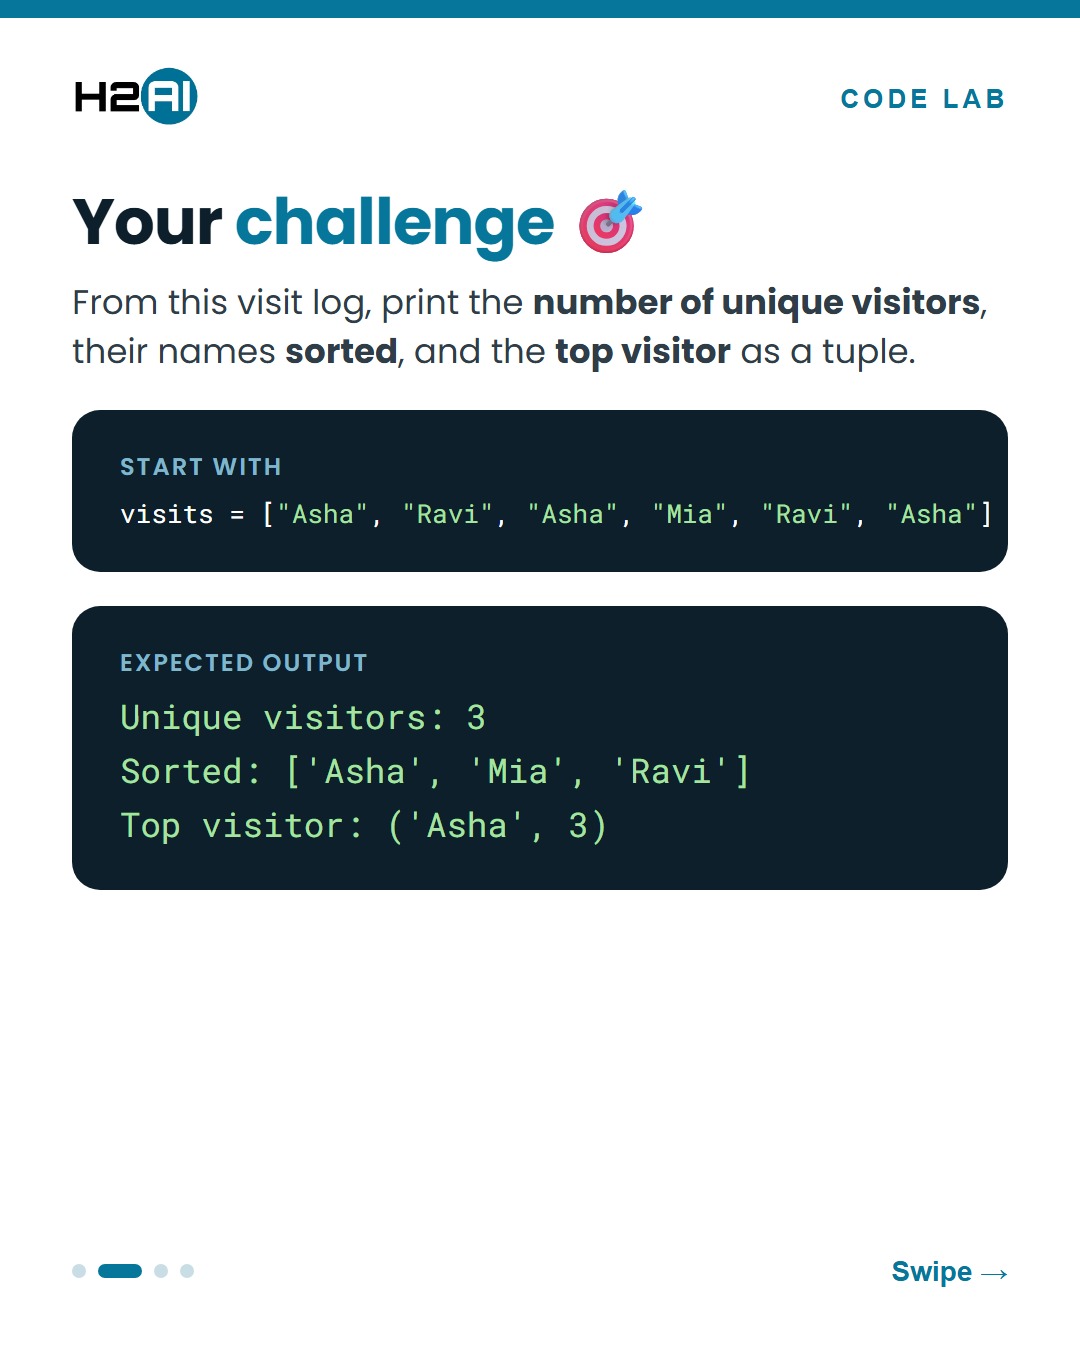 H2AI
CODE LAB
Your challenge 🎯
From this visit log, print the number of unique visitors,
their names sorted, and the top visitor as a tuple.
START WITH
visits = ["Asha", "Ravi", "Asha", "Mia", "Ravi", "Asha"]
EXPECTED OUTPUT
Unique visitors: 3
Sorted: ['Asha', 'Mia', 'Ravi']
Top visitor: ('Asha', 3)
Swipe →